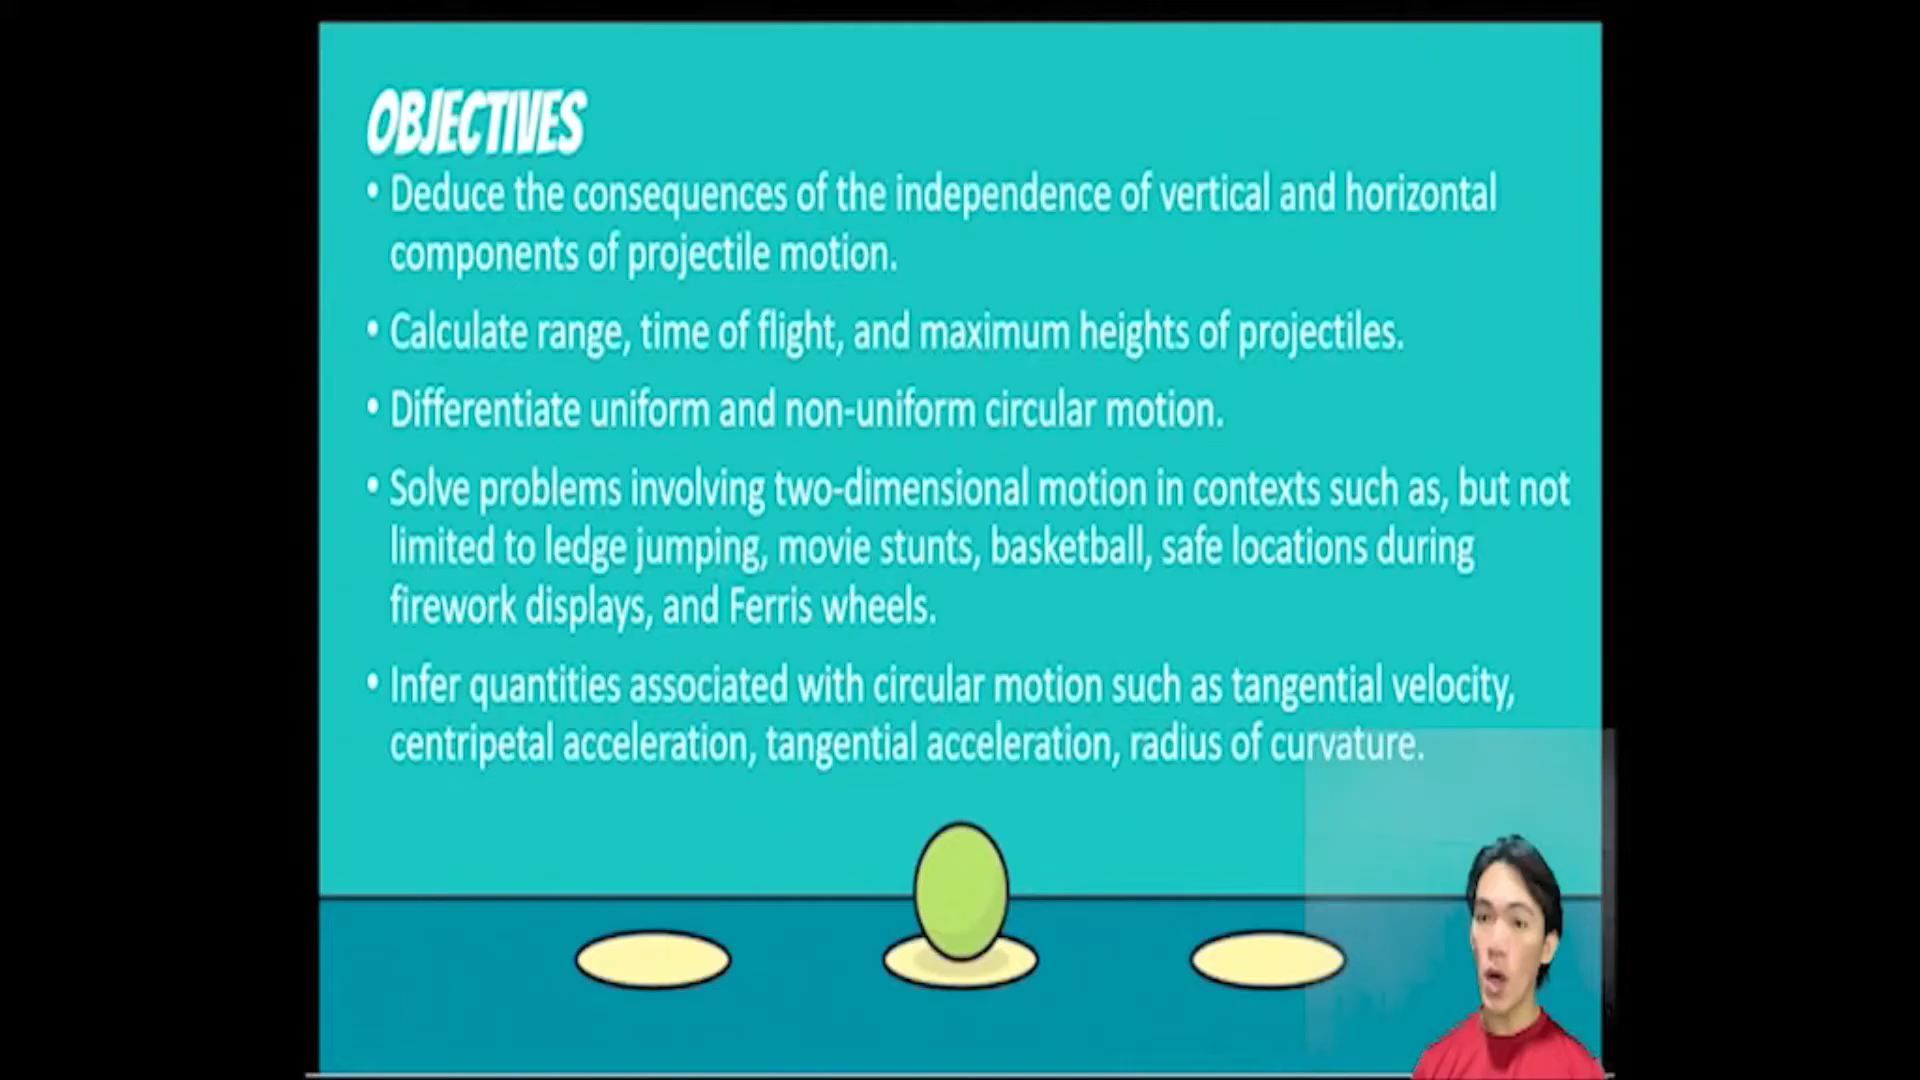 OBJECTIVES
• Deduce the consequences of the independence of vertical and horizontal
components of projectile motion.
• Calculate range, time of flight, and maximum heights of projectiles.
• Differentiate uniform and non-uniform circular motion.
• Solve problems involving two-dimensional motion in contexts such as, but not
limited to ledge jumping, movie stunts, basketball, safe locations during
firework displays, and Ferris wheels.
• Infer quantities associated with circular motion such as tangential velocity,
centripetal acceleration, tangential acceleration, radius of curvature.